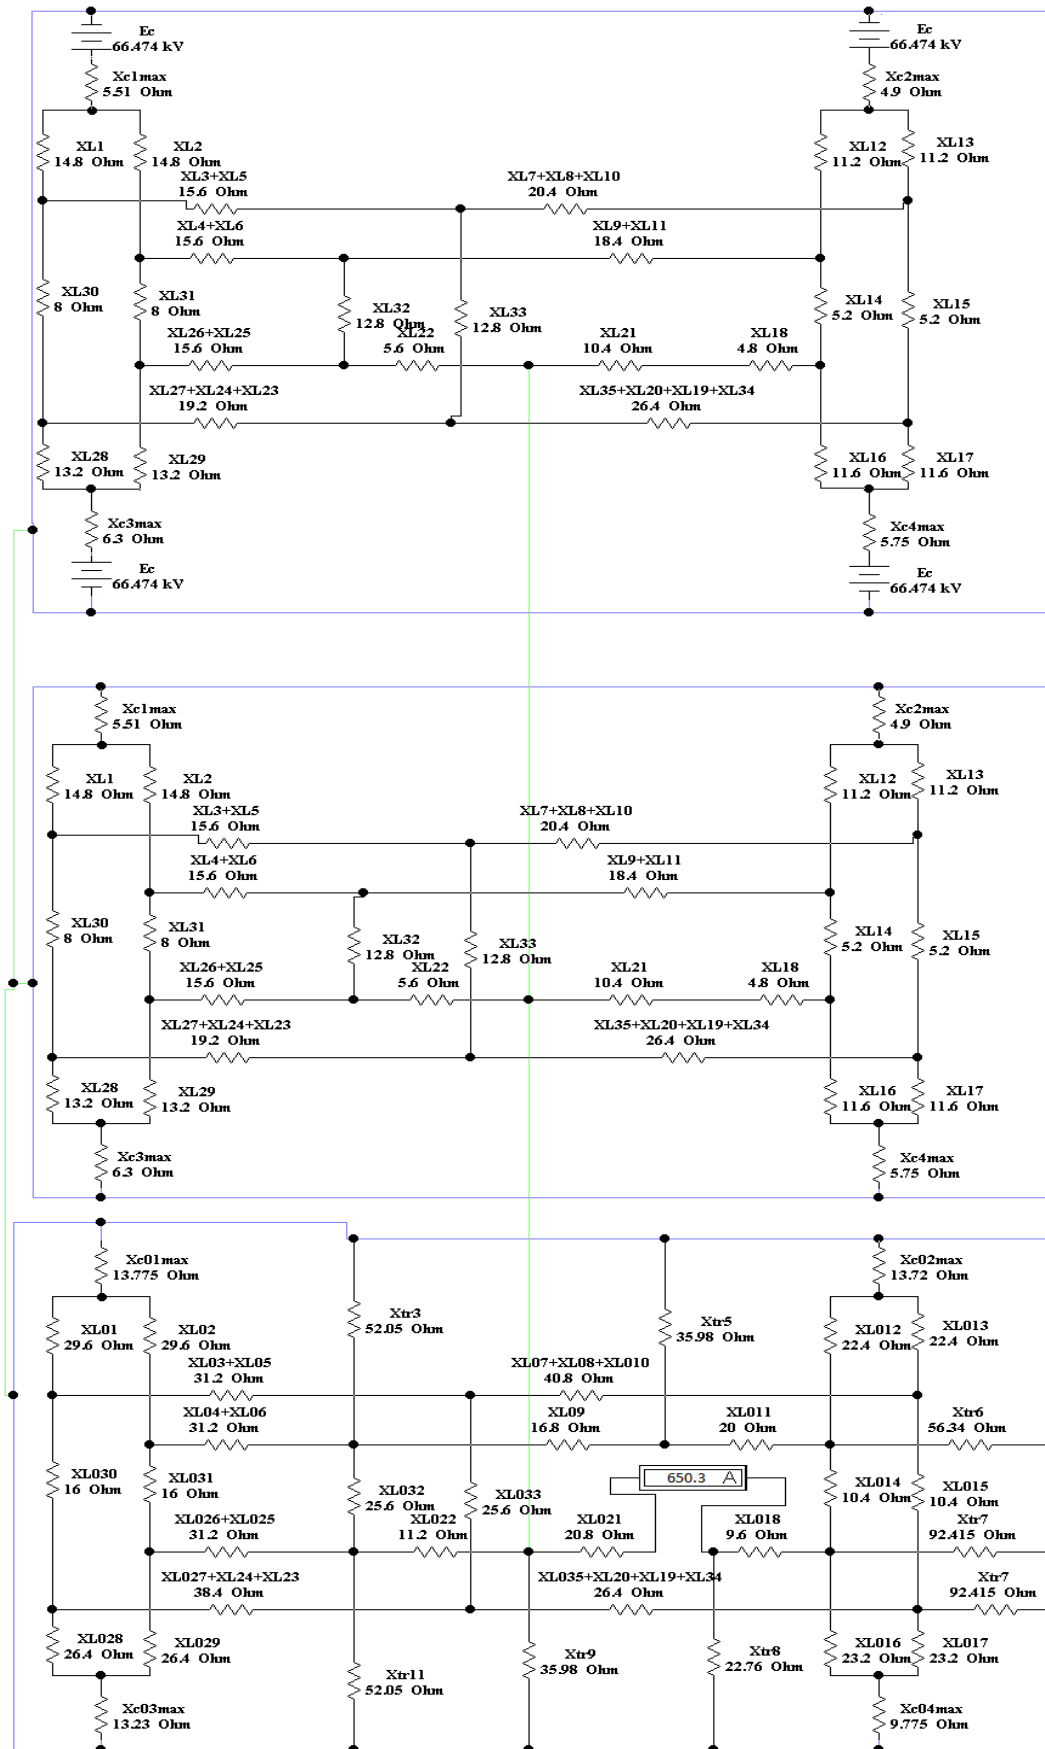 Ec
66.474 kV
Ec
66.474 kV
Xc1max
5.51 Ohm
Xc2max
4.9 Ohm
XL1
14.8 Ohm
XL2
14.8 Ohm
XL12
11.2 Ohm
XL13
11.2 Ohm
XL3+XL5
15.6 Ohm
XL7+XL8+XL10
20.4 Ohm
XL4+XL6
15.6 Ohm
XL9+XL11
18.4 Ohm
XL30
8 Ohm
XL31
8 Ohm
XL32
12.8 Ohm
XL33
12.8 Ohm
XL14
5.2 Ohm
XL15
5.2 Ohm
XL26+XL25
15.6 Ohm
XL22
5.6 Ohm
XL21
10.4 Ohm
XL18
4.8 Ohm
XL27+XL24+XL23
19.2 Ohm
XL35+XL20+XL19+XL34
26.4 Ohm
XL28
13.2 Ohm
XL29
13.2 Ohm
XL16
11.6 Ohm
XL17
11.6 Ohm
Xc3max
6.3 Ohm
Xc4max
5.75 Ohm
Ec
66.474 kV
Ec
66.474 kV
Xc1max
5.51 Ohm
Xc2max
4.9 Ohm
XL1
14.8 Ohm
XL2
14.8 Ohm
XL12
11.2 Ohm
XL13
11.2 Ohm
XL3+XL5
15.6 Ohm
XL7+XL8+XL10
20.4 Ohm
XL4+XL6
15.6 Ohm
XL9+XL11
18.4 Ohm
XL30
8 Ohm
XL31
8 Ohm
XL32
12.8 Ohm
XL33
12.8 Ohm
XL14
5.2 Ohm
XL15
5.2 Ohm
XL26+XL25
15.6 Ohm
XL22
5.6 Ohm
XL21
10.4 Ohm
XL18
4.8 Ohm
XL27+XL24+XL23
19.2 Ohm
XL35+XL20+XL19+XL34
26.4 Ohm
XL28
13.2 Ohm
XL29
13.2 Ohm
XL16
11.6 Ohm
XL17
11.6 Ohm
Xc3max
6.3 Ohm
Xc4max
5.75 Ohm
Xc01max
13.775 Ohm
Xtr3
52.05 Ohm
Xtr5
35.98 Ohm
Xc02max
13.72 Ohm
XL01
29.6 Ohm
XL02
29.6 Ohm
XL012
22.4 Ohm
XL013
22.4 Ohm
XL03+XL05
31.2 Ohm
XL07+XL08+XL010
40.8 Ohm
XL04+XL06
31.2 Ohm
XL09
16.8 Ohm
XL011
20 Ohm
Xtr6
56.34 Ohm
XL030
16 Ohm
XL031
16 Ohm
XL032
25.6 Ohm
XL033
25.6 Ohm
650.3 A
XL014
10.4 Ohm
XL015
10.4 Ohm
XL026+XL025
31.2 Ohm
XL022
11.2 Ohm
XL021
20.8 Ohm
XL018
9.6 Ohm
Xtr7
92.415 Ohm
XL027+XL24+XL23
38.4 Ohm
XL035+XL20+XL19+XL34
26.4 Ohm
Xtr7
92.415 Ohm
XL028
26.4 Ohm
XL029
26.4 Ohm
Xtr11
52.05 Ohm
Xtr9
35.98 Ohm
Xtr8
22.76 Ohm
XL016
23.2 Ohm
XL017
23.2 Ohm
Xc03max
13.23 Ohm
Xc04max
9.775 Ohm